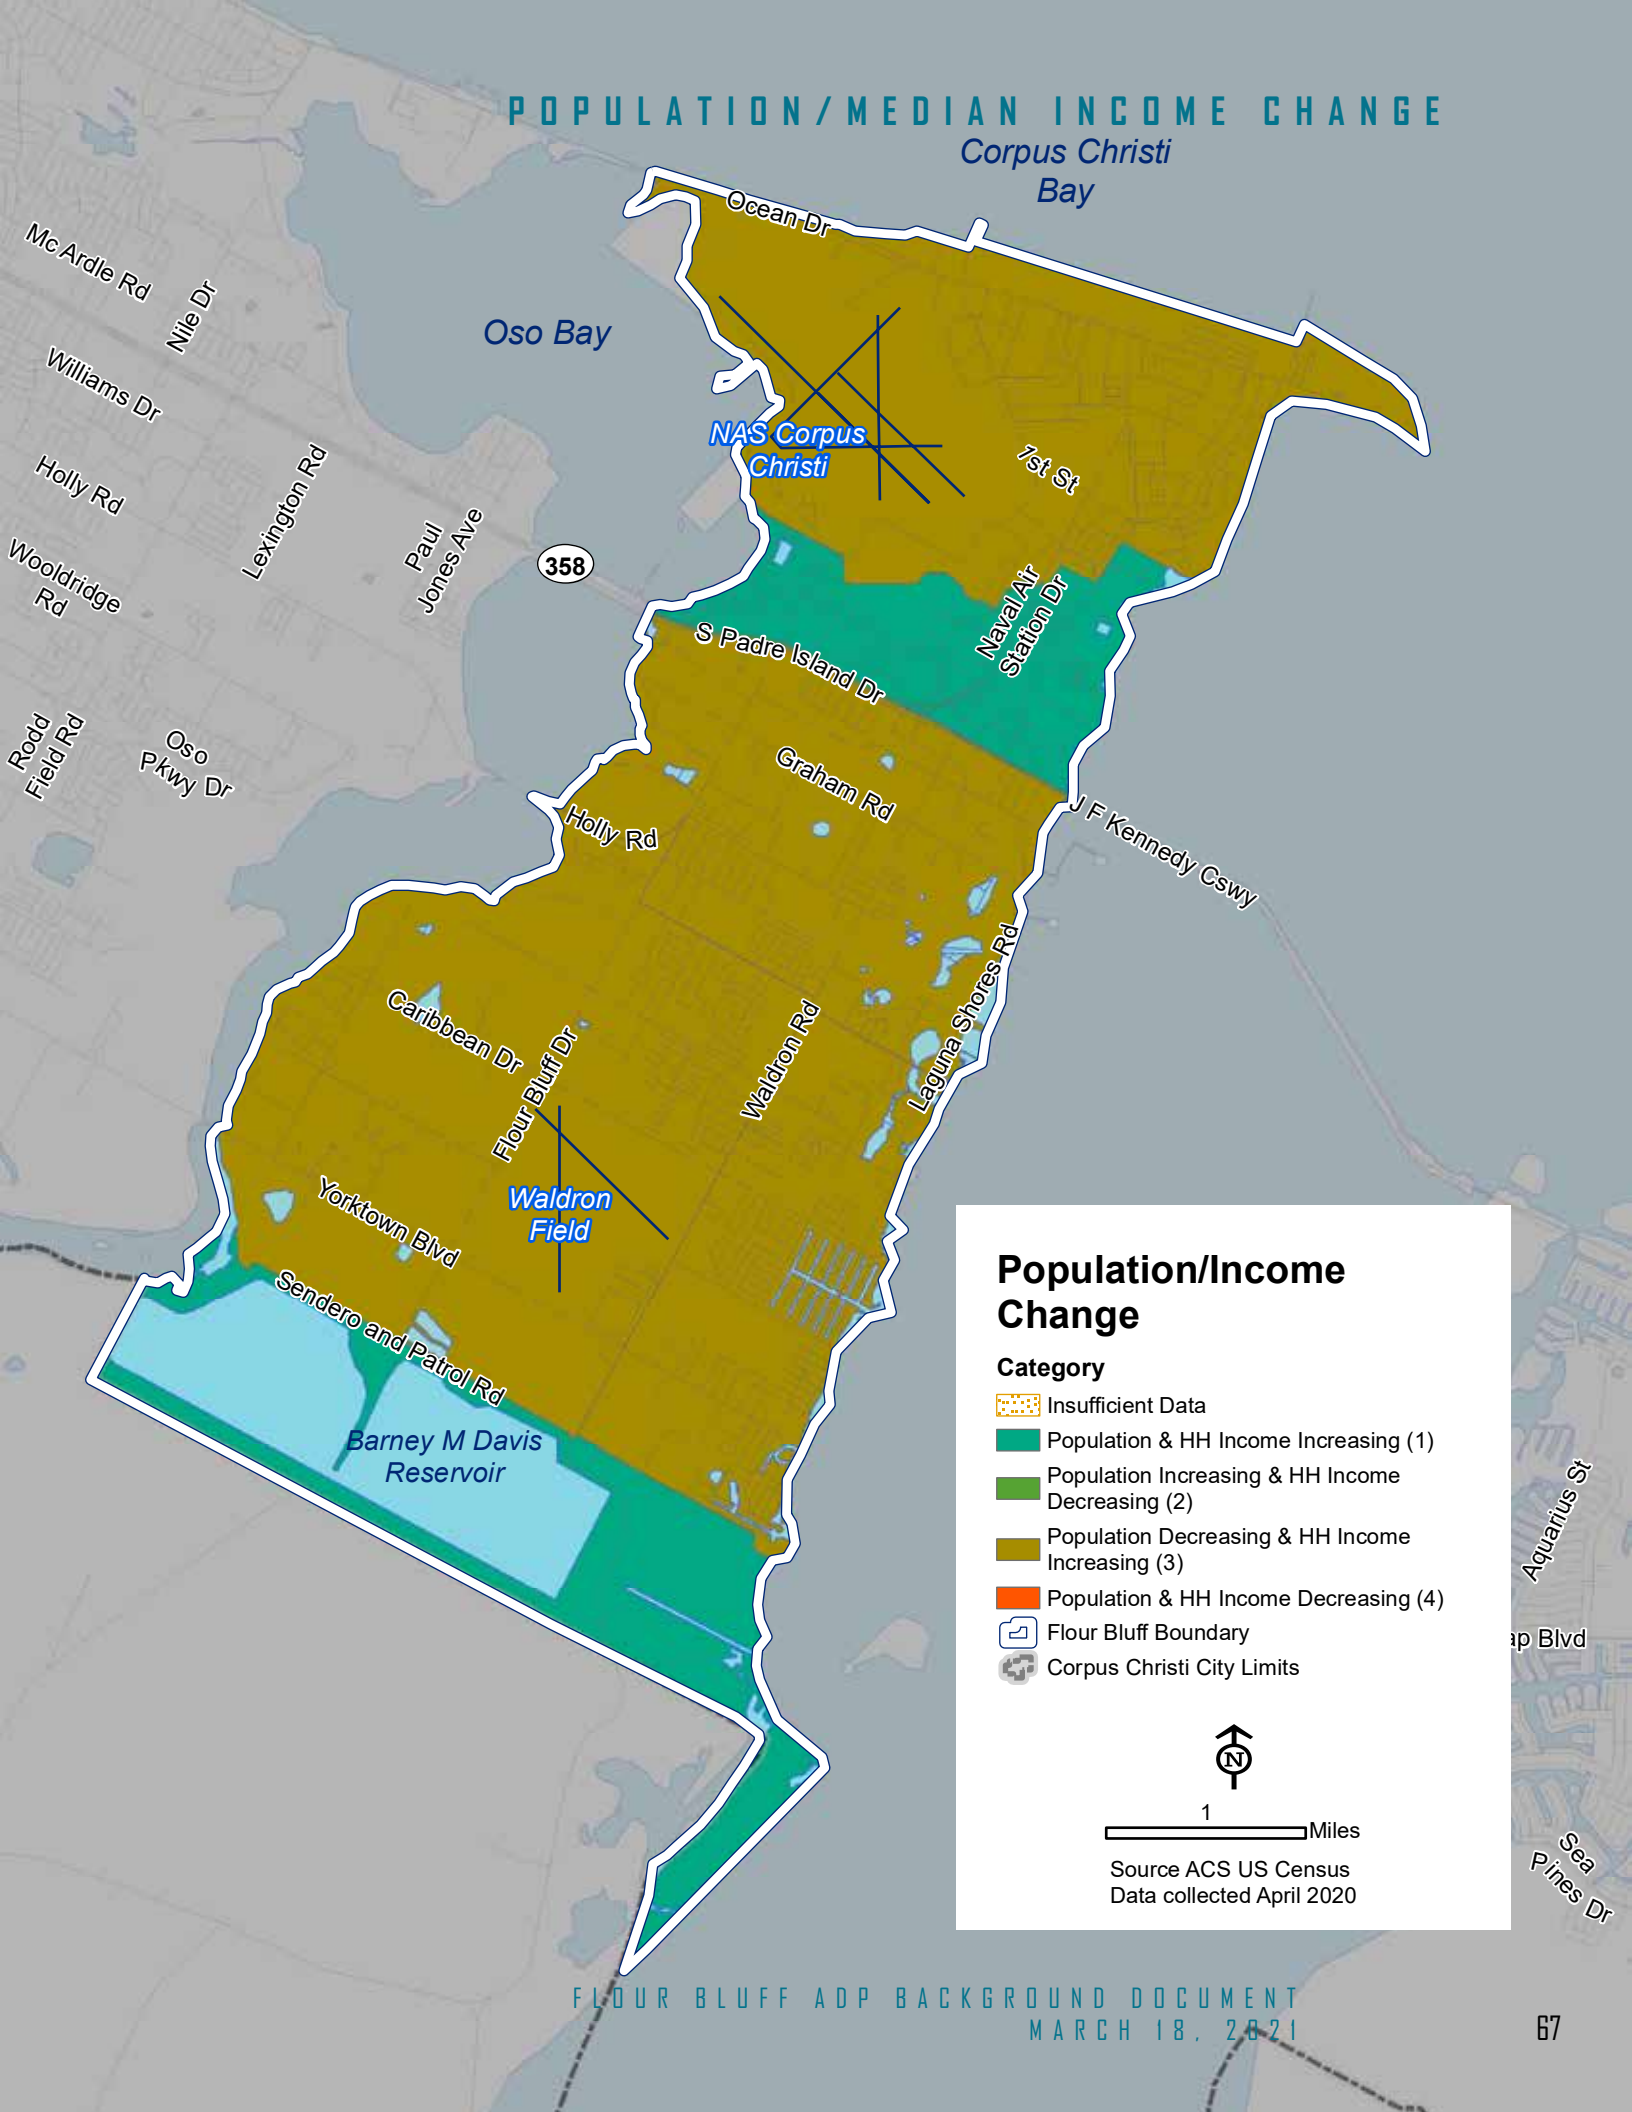 POPULATION/MEDIAN INCOME CHANGE
Corpus Christi
Bay
Ocean Dr
Mc Ardle Rd
Nile Dr
Oso Bay
Williams Dr
NAS Corpus
Christi
1st St
Holly Rd
Lexington Rd
Paul
Jones Ave
358
Wooldridge
Rd
Naval Air
Station Dr
S Padre Island Dr
Rodd
Field Rd
Oso
Pkwy Dr
Graham Rd
Holly Rd
J F Kennedy Cswy
Laguna Shores Rd
Caribbean Dr
Flour Bluff Dr
Waldron Rd
Yorktown Blvd
Waldron
Field
Sendero and Patrol Rd
Barney M Davis
Reservoir
Population/Income
Change
Category
Insufficient Data
Population & HH Income Increasing (1)
Population Increasing & HH Income
Decreasing (2)
Population Decreasing & HH Income
Increasing (3)
Population & HH Income Decreasing (4)
Flour Bluff Boundary
Corpus Christi City Limits
N
1
Miles
Source ACS US Census
Data collected April 2020
Aquarius St
Blvd
Sea
Pines Dr
FLOUR BLUFF ADP BACKGROUND DOCUMENT
MARCH 18, 2021
67